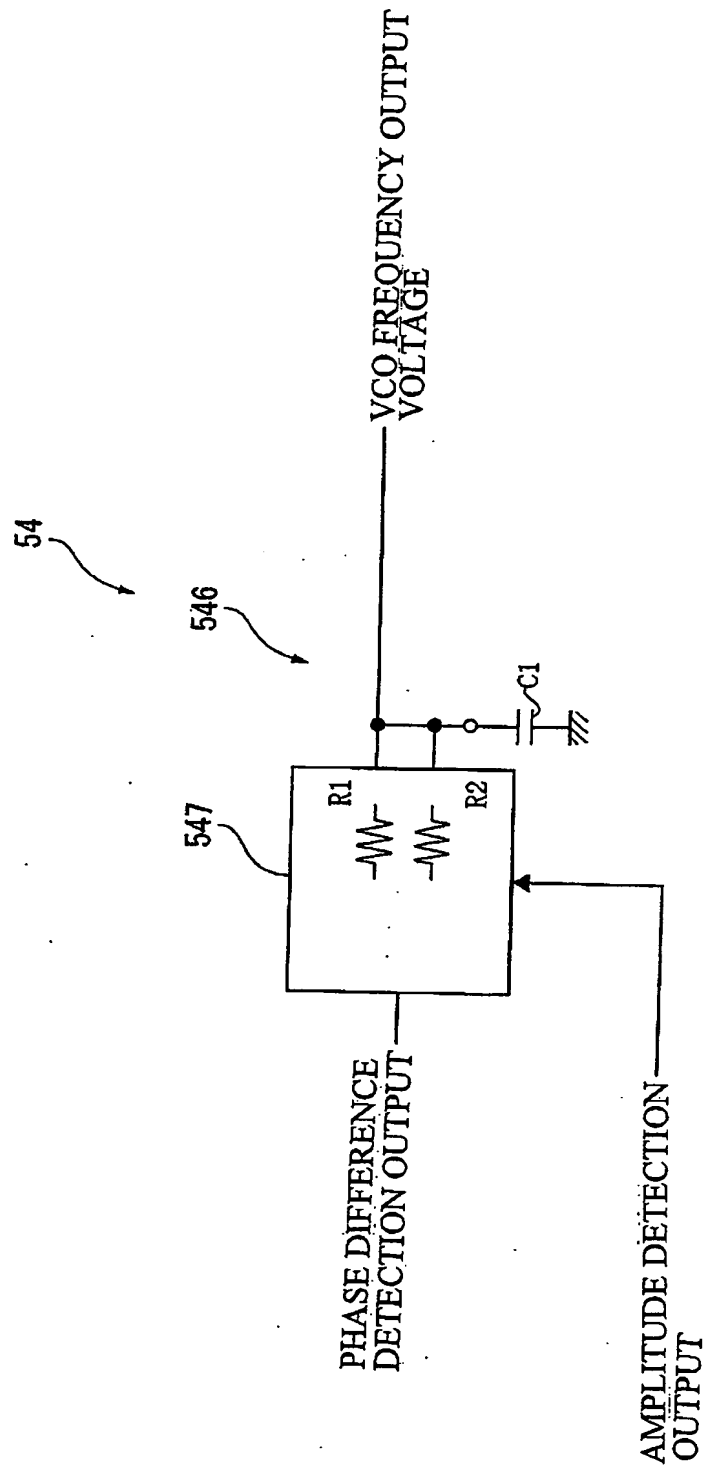 54
546
547
R1
R2
C1
PHASE DIFFERENCE
DETECTION OUTPUT
VCO FREQUENCY OUTPUT
VOLTAGE
AMPLITUDE DETECTION
OUTPUT